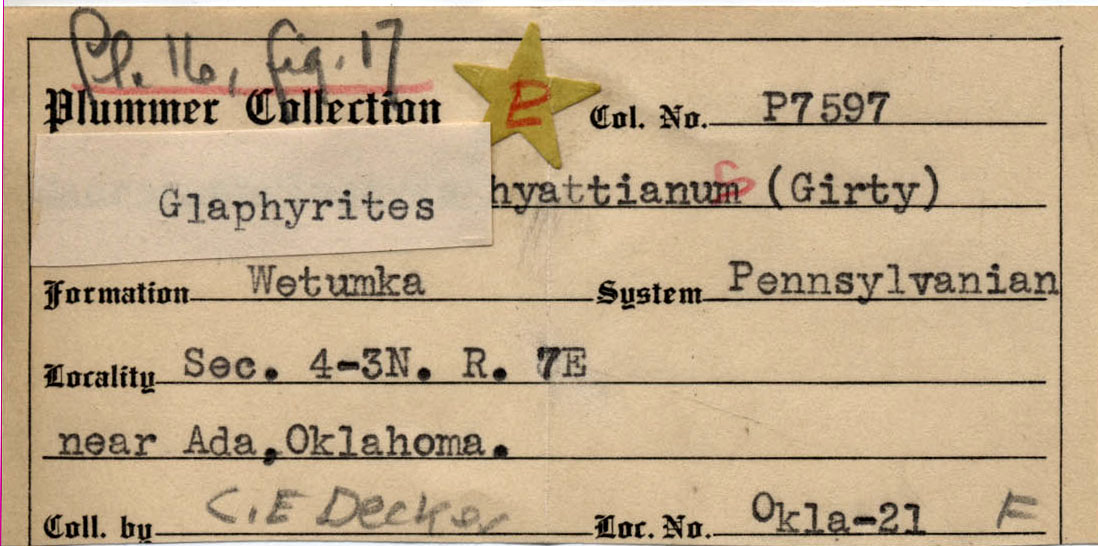 Pl. 16, fig. 17
Plummer Collection E Col. No. P7597
Glaphyrites hyattianum s (Girty)
Formation Wetumka System Pennsylvanian
Locality Sec. 4-3N. R. 7E
near Ada, Oklahoma.
Coll. by C.E Decker Loc. No. Okla-21 F